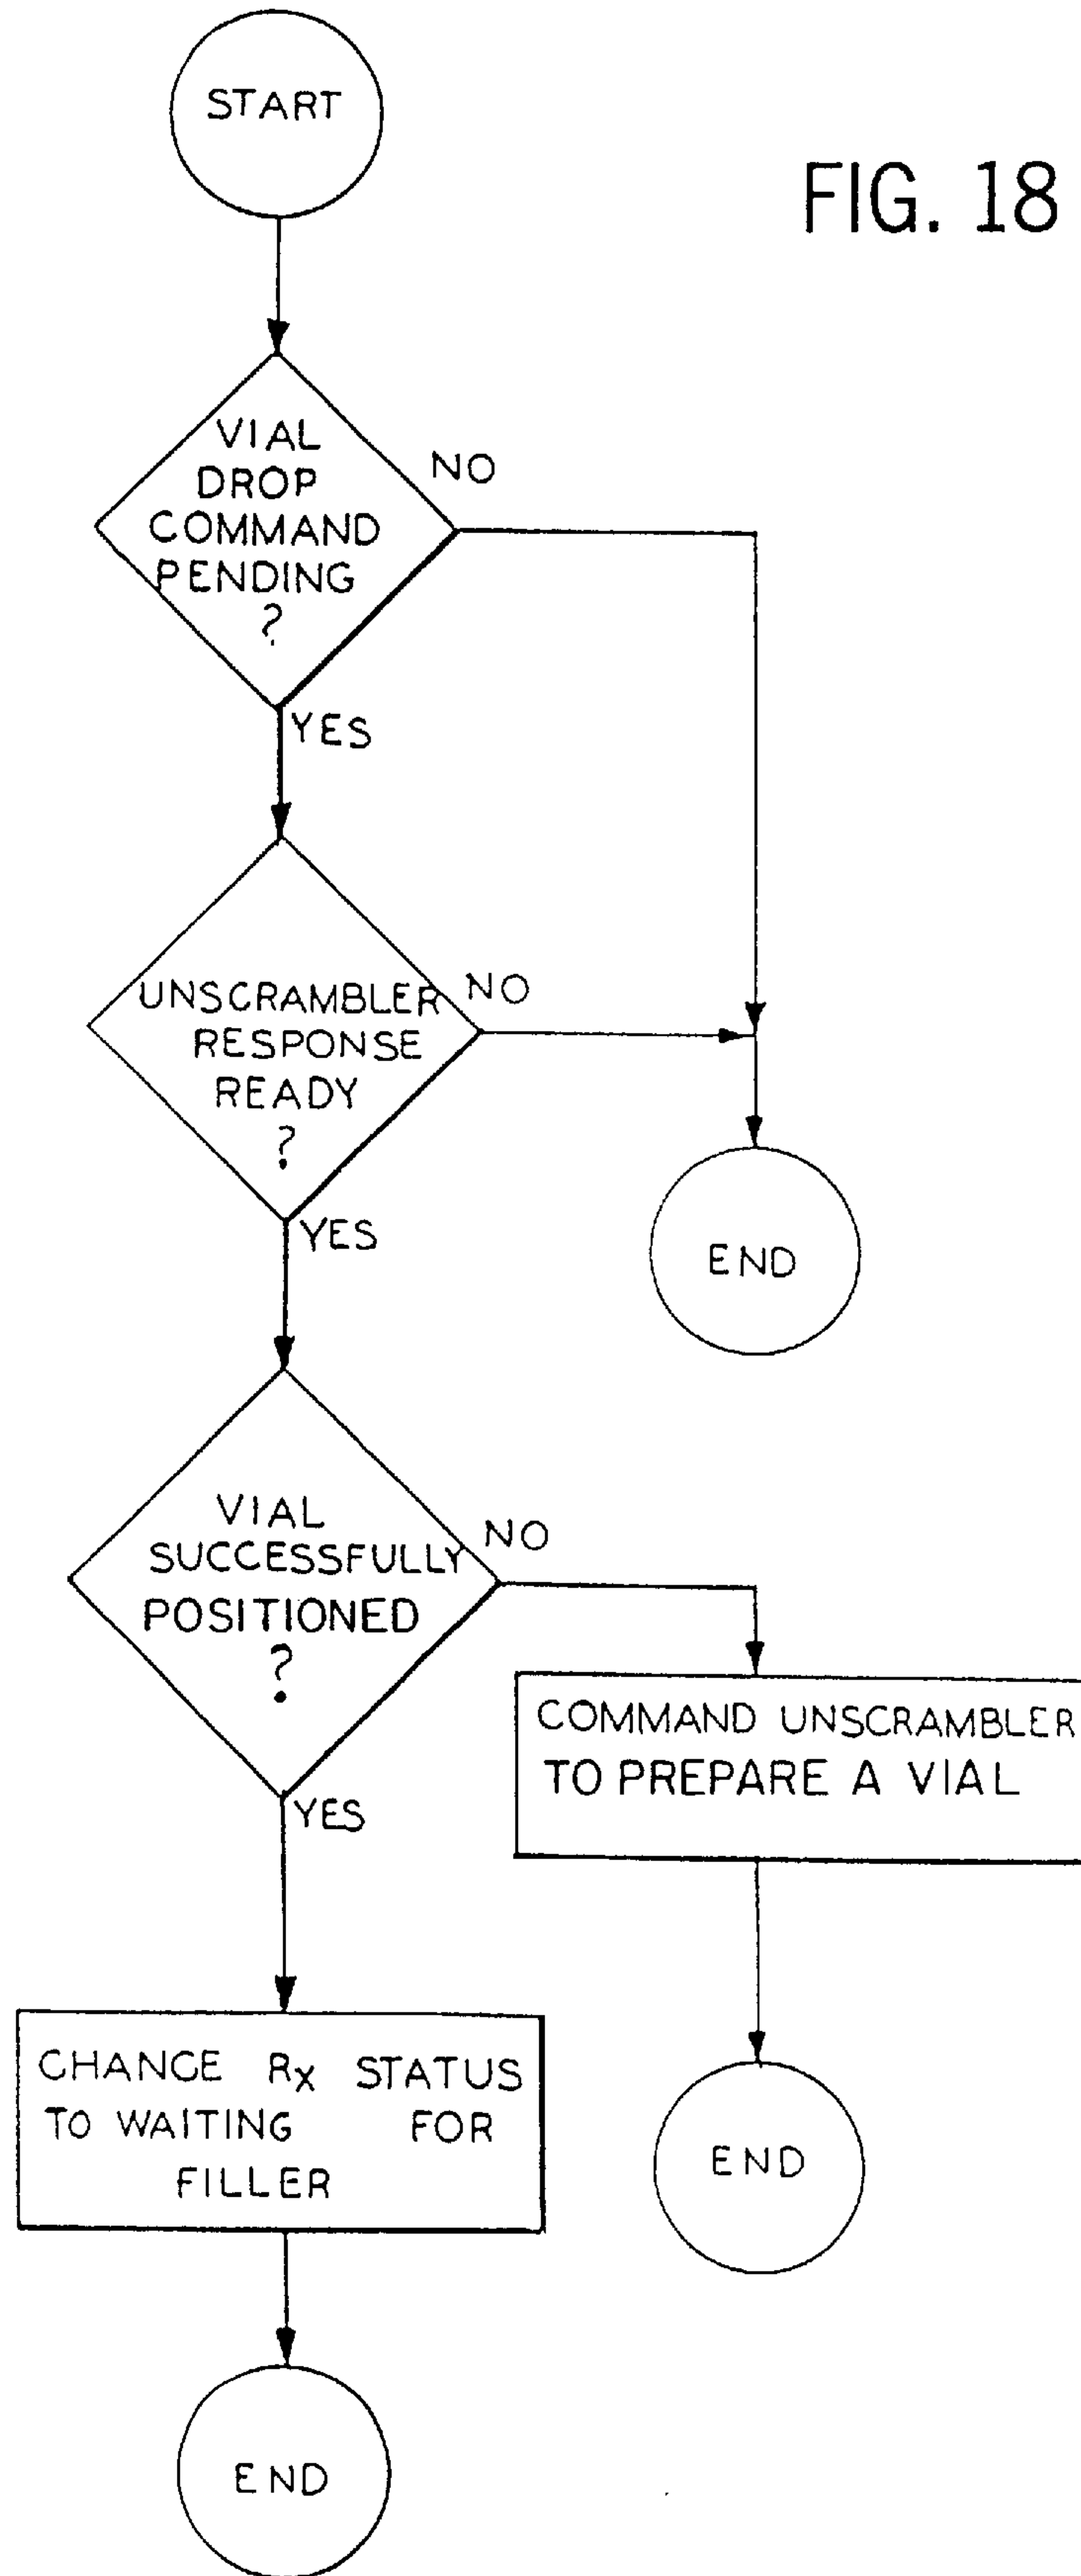 START
FIG. 18
VIAL
DROP
COMMAND
PENDING
?
NO
YES
UNSCRAMBLER
RESPONSE
READY
?
NO
YES
END
VIAL
SUCCESSFULLY
POSITIONED
?
NO
YES
COMMAND UNSCRAMBLER
TO PREPARE A VIAL
CHANGE Rx STATUS
TO WAITING FOR
FILLER
END
END